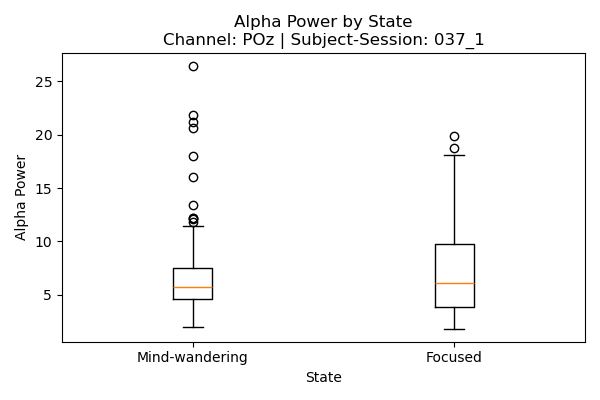 Alpha Power by State
Channel: POz | Subject-Session: 037_1
Alpha Power
25
20
15
10
5
Mind-wandering
Focused
State